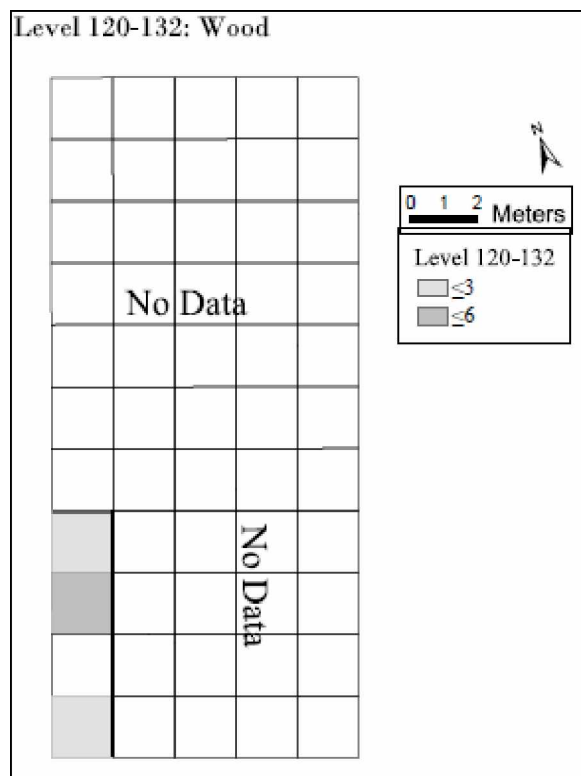 Level 120-132: Wood
N
0 1 2 Meters
Level 120-132
≤3
≤6
No Data
No Data